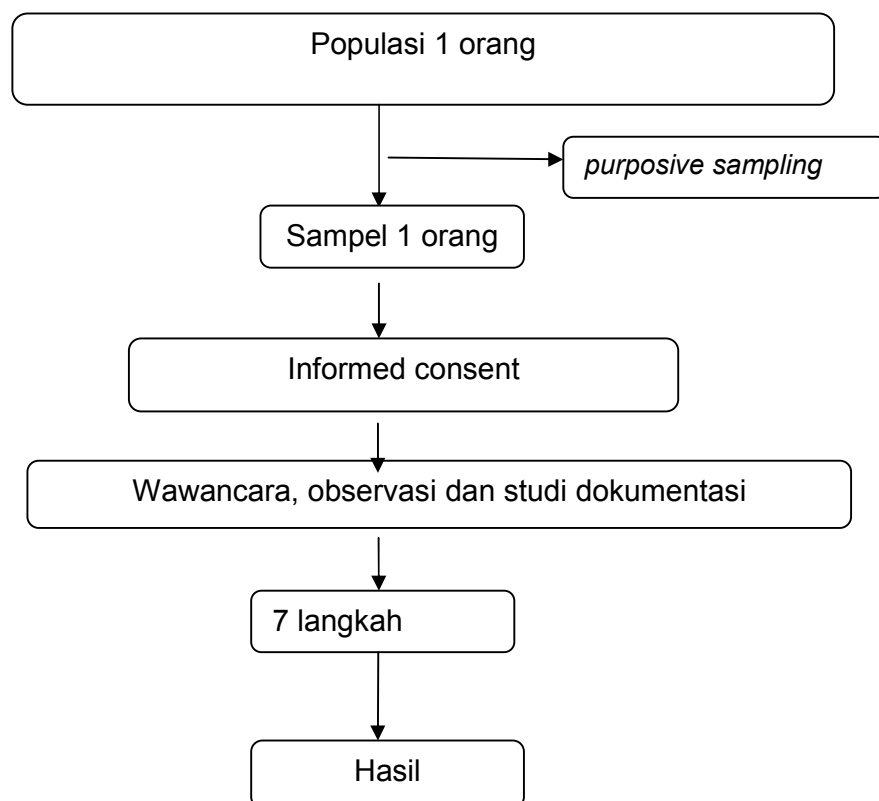 Populasi 1 orang
purposive sampling
Sampel 1 orang
Informed consent
Wawancara, observasi dan studi dokumentasi
7 langkah
Hasil